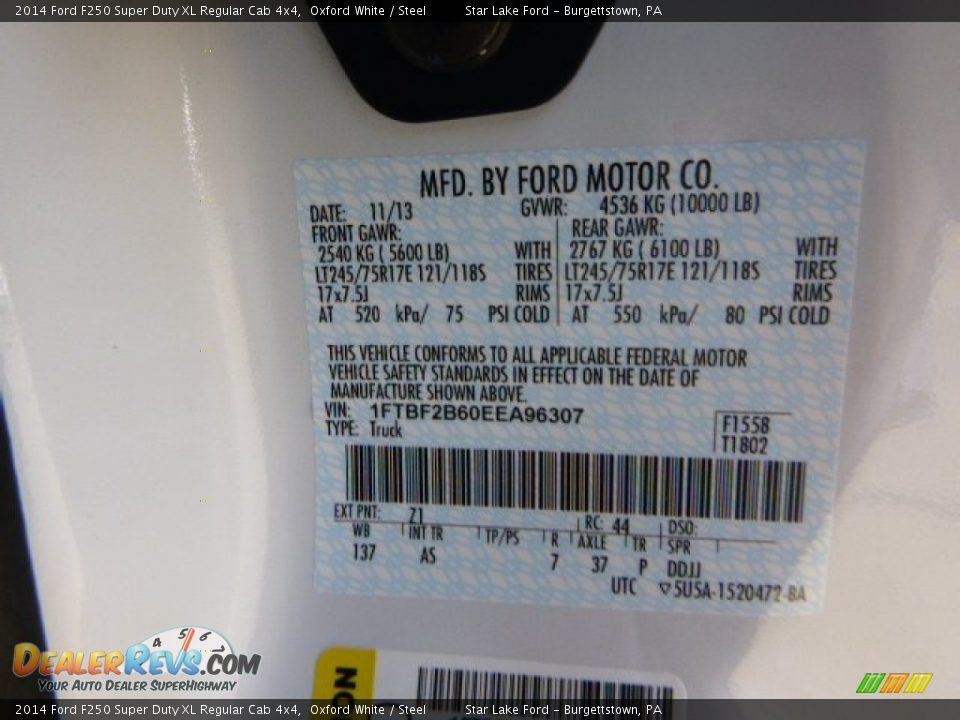 2014 Ford F250 Super Duty XL Regular Cab 4x4, Oxford White / Steel Star Lake Ford - Burgettstown, PA
MFD. BY FORD MOTOR CO.
DATE: 11/13 GVWR: 4536 KG (10000 LB)
FRONT GAWR: REAR GAWR:
2540 KG ( 5600 LB) WITH 2767 KG ( 6100 LB) WITH
LT245/75R17E 121/118S TIRES LT245/75R17E 121/118S TIRES
17x7.5J RIMS 17x7.5J RIMS
AT 520 kPa/ 75 PSI COLD AT 550 kPa/ 80 PSI COLD
THIS VEHICLE CONFORMS TO ALL APPLICABLE FEDERAL MOTOR
VEHICLE SAFETY STANDARDS IN EFFECT ON THE DATE OF
MANUFACTURE SHOWN ABOVE.
VIN: 1FTBF2B60EEA96307
TYPE: Truck
F1558
T1802
EXT PNT: Z1 RC: 44 DSO:
WB INT TR TP/PS R AXLE TR SPR
137 AS 7 37 P DDJJ
UTC ▽5U5A-1520472-BA
4 5 6
DEALERREVS.COM
YOUR AUTO DEALER SUPERHIGHWAY
2014 Ford F250 Super Duty XL Regular Cab 4x4, Oxford White / Steel Star Lake Ford - Burgettstown, PA